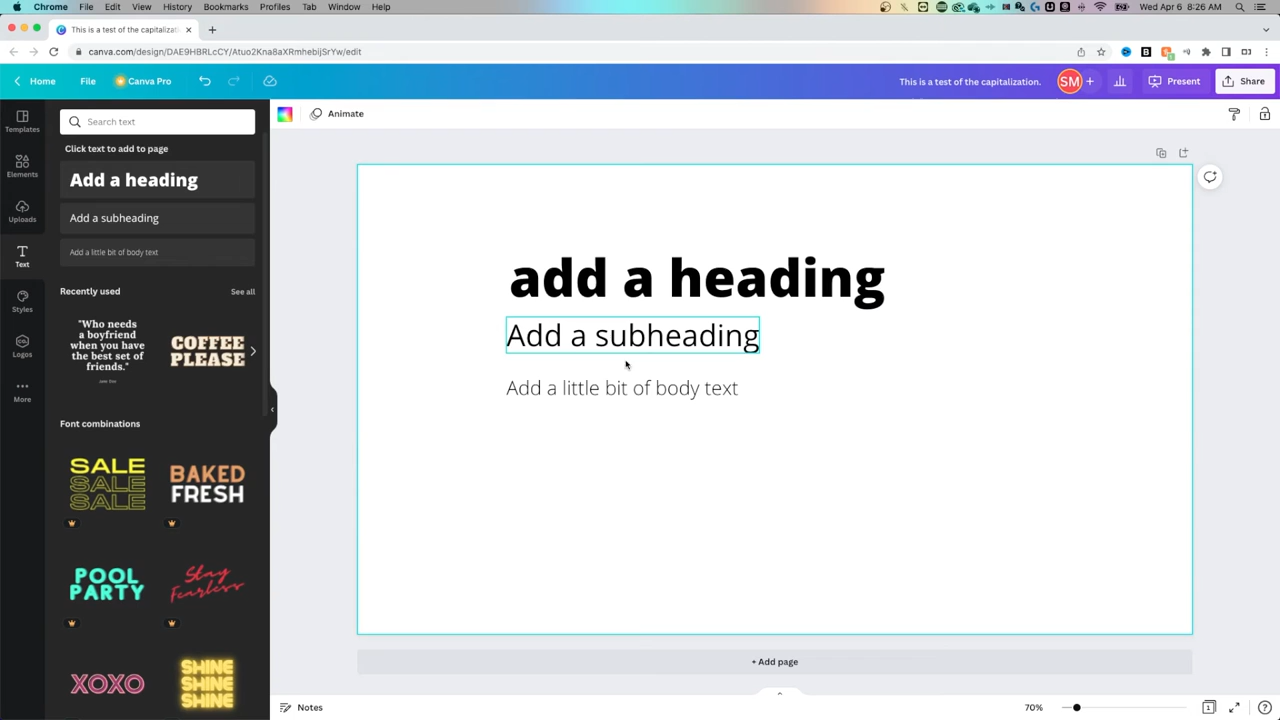 Chrome File Edit View History Bookmarks Profiles Tab Window Help Wed Apr 6 8:26 AM
This is a test of the capitaliza
canva.com/design/DAE9HBRLcCY/Atuo2Kna8aXRmhebijSrYw/edit
Home File Canva Pro This is a test of the capitalization. SM + Present Share
Templates
Elements
Uploads
Text
Styles
Logos
More
Search text
Click text to add to page
Add a heading
Add a subheading
Add a little bit of body text
Recently used See all
"Who needs
a boyfriend
when you have
the best set of
friends."
COFFEE
PLEASE
Font combinations
SALE
SALE
SALE
BAKED
FRESH
POOL
PARTY
Stay
Fearless
XOXO
SHINE
SHINE
SHINE
Animate
add a heading
Add a subheading
Add a little bit of body text
+ Add page
Notes 70% 1